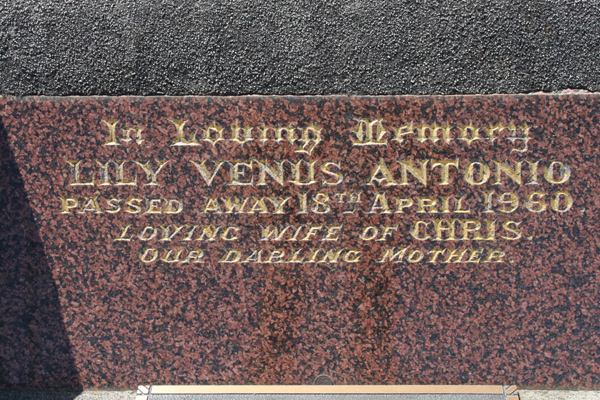 In Loving Memory
LILY VENUS ANTONIO
PASSED AWAY 18TH APRIL 1960
LOVING WIFE OF CHRIS.
OUR DARLING MOTHER